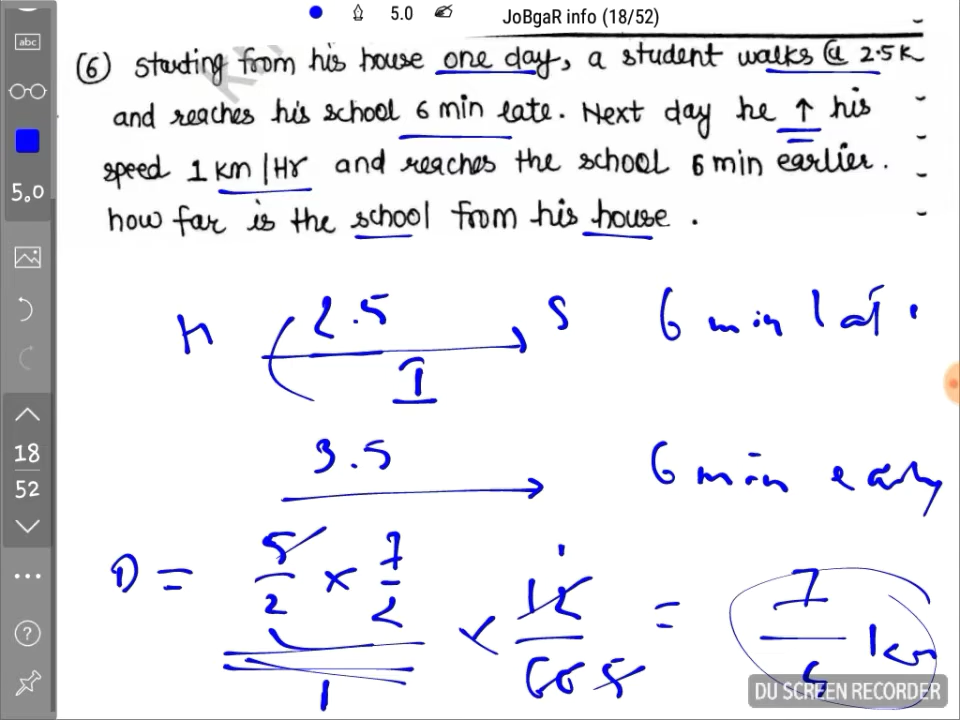 5.0 JoBgaR info (18/52)
abc
(6) starting from his house one day, a student walks @ 2.5K
and reaches his school 6 min late. Next day he ↑ his
5.0
speed 1 km/Hr and reaches the school 6 min earlier.
how far is the school from his house.
H 2.5 S 6 min late
1
18
52
3.5 6 min early
D = 5/2 × 7/2 / 1 × 12/60 5 = 7/4 km
1
?
DU SCREEN RECORDER